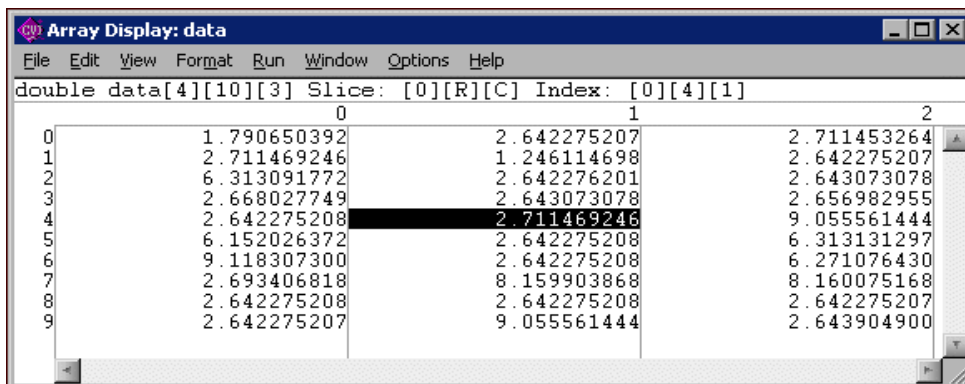 CVI Array Display: data
File Edit View Format Run Window Options Help
double data[4][10][3] Slice: [0][R][C] Index: [0][4][1]
0 1 2
0 1.790650392 2.642275207 2.711453264
1 2.711469246 1.246114698 2.642275207
2 6.313091772 2.642276201 2.643073078
3 2.668027749 2.643073078 2.656982955
4 2.642275208 2.711469246 9.055561444
5 6.152026372 2.642275208 6.313131297
6 9.118307300 2.642275208 6.271076430
7 2.693406818 8.159903868 8.160075168
8 2.642275208 2.642275208 2.642275207
9 2.642275207 9.055561444 2.643904900